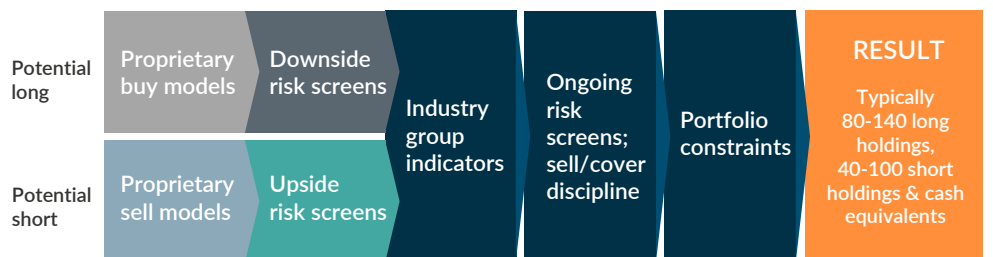 Potential
long
Proprietary
buy models
Downside
risk screens
Potential
short
Proprietary
sell models
Upside
risk screens
Industry
group
indicators
Ongoing
risk
screens;
sell/cover
discipline
Portfolio
constraints
RESULT
Typically
80-140 long
holdings,
40-100 short
holdings & cash
equivalents